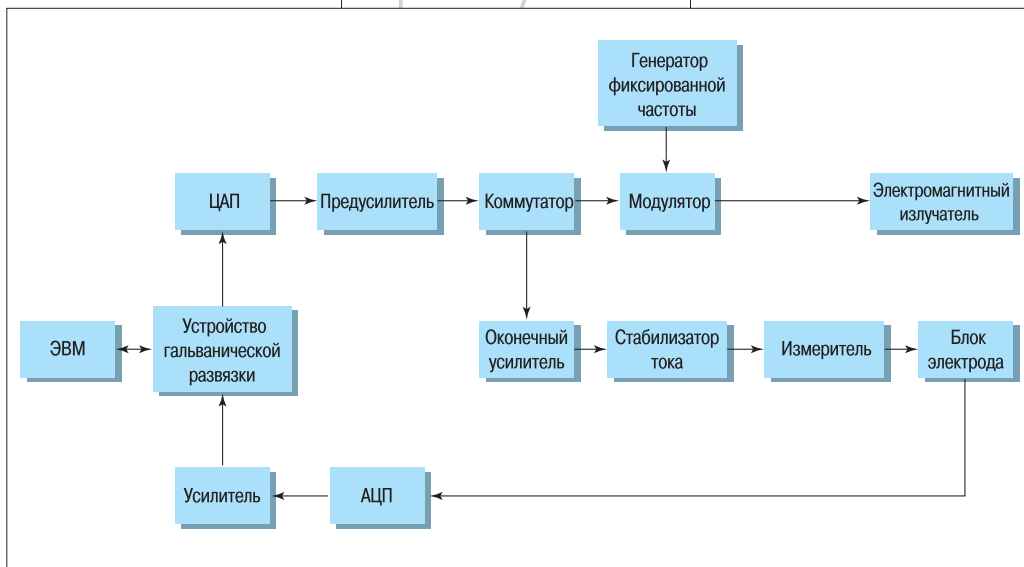 Генератор
фиксированной
частоты
ЦАП
Предусилитель
Коммутатор
Модулятор
Электромагнитный
излучатель
ЭВМ
Устройство
гальванической
развязки
Оконечный
усилитель
Стабилизатор
тока
Измеритель
Блок
электрода
Усилитель
АЦП